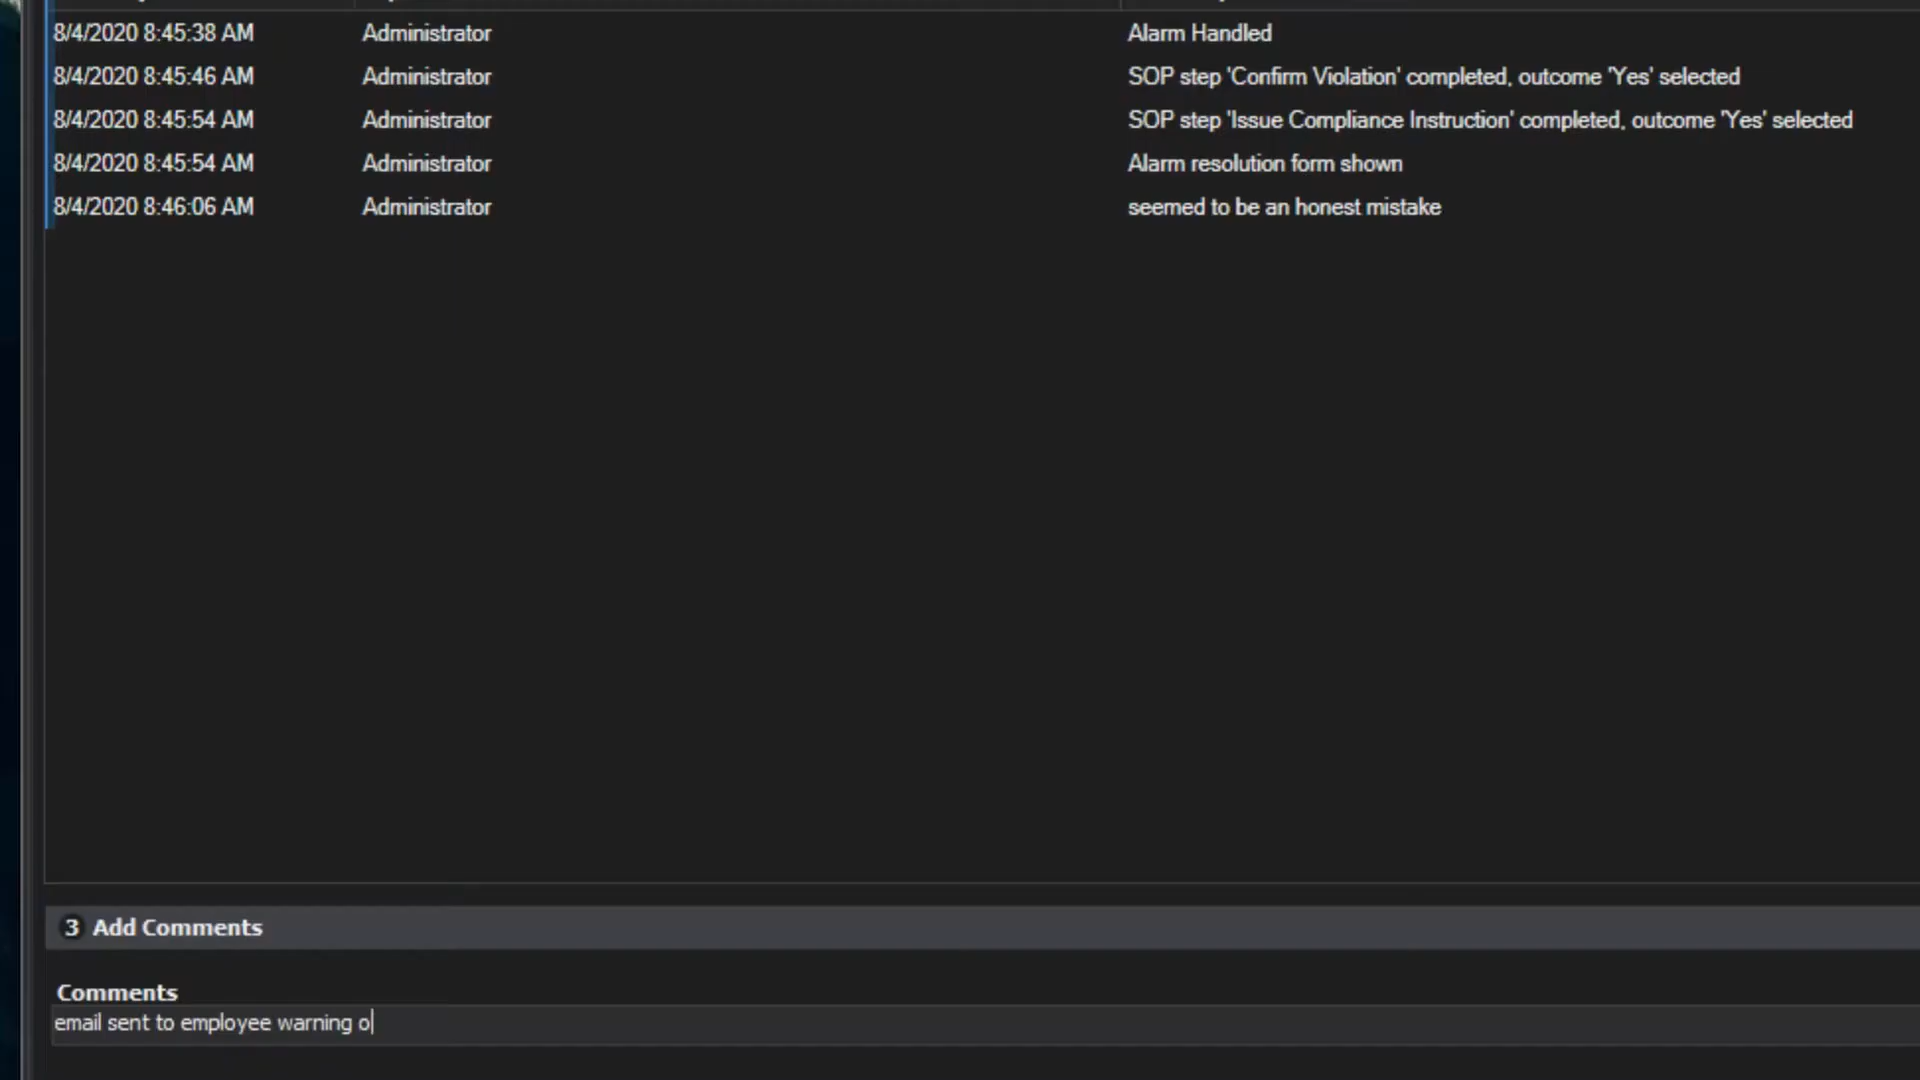 8/4/2020 8:45:38 AM Administrator Alarm Handled
8/4/2020 8:45:46 AM Administrator SOP step 'Confirm Violation' completed, outcome 'Yes' selected
8/4/2020 8:45:54 AM Administrator SOP step 'Issue Compliance Instruction' completed, outcome 'Yes' selected
8/4/2020 8:45:54 AM Administrator Alarm resolution form shown
8/4/2020 8:46:06 AM Administrator seemed to be an honest mistake
3 Add Comments
Comments
email sent to employee warning o